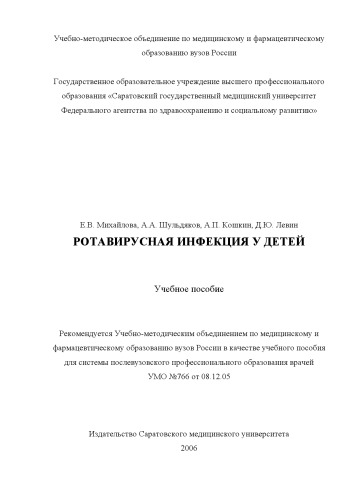 Учебно-методическое объединение по медицинскому и фармацевтическому
образованию вузов России
Государственное образовательное учреждение высшего профессионального
образования «Саратовский государственный медицинский университет
Федерального агентства по здравоохранению и социальному развитию»
Е.В. Михайлова, А.А. Шульдяков, А.П. Кошкин, Д.Ю. Левин
РОТАВИРУСНАЯ ИНФЕКЦИЯ У ДЕТЕЙ
Учебное пособие
Рекомендуется Учебно-методическим объединением по медицинскому и
фармацевтическому образованию вузов России в качестве учебного пособия
для системы послевузовского профессионального образования врачей
УМО №766 от 08.12.05
Издательство Саратовского медицинского университета
2006